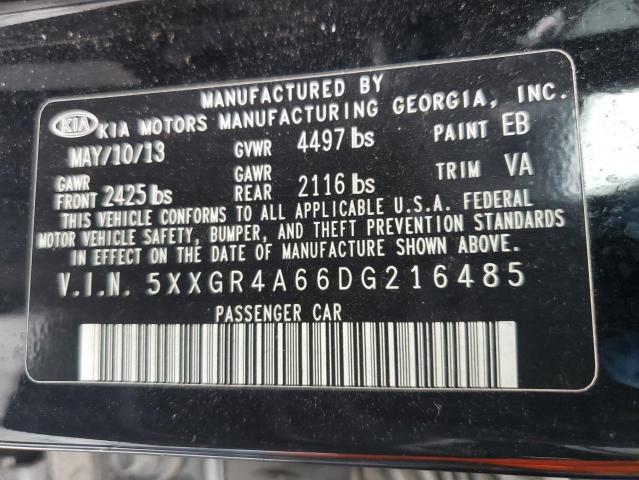 MANUFACTURED BY
KIA KIA MOTORS MANUFACTURING GEORGIA, INC.
MAY/10/13 GVWR 4497 lbs PAINT EB
GAWR FRONT 2425 lbs GAWR REAR 2116 lbs TRIM VA
THIS VEHICLE CONFORMS TO ALL APPLICABLE U.S.A. FEDERAL
MOTOR VEHICLE SAFETY, BUMPER, AND THEFT PREVENTION STANDARDS
IN EFFECT ON THE DATE OF MANUFACTURE SHOWN ABOVE.
V.I.N. 5XXGR4A66DG216485
PASSENGER CAR